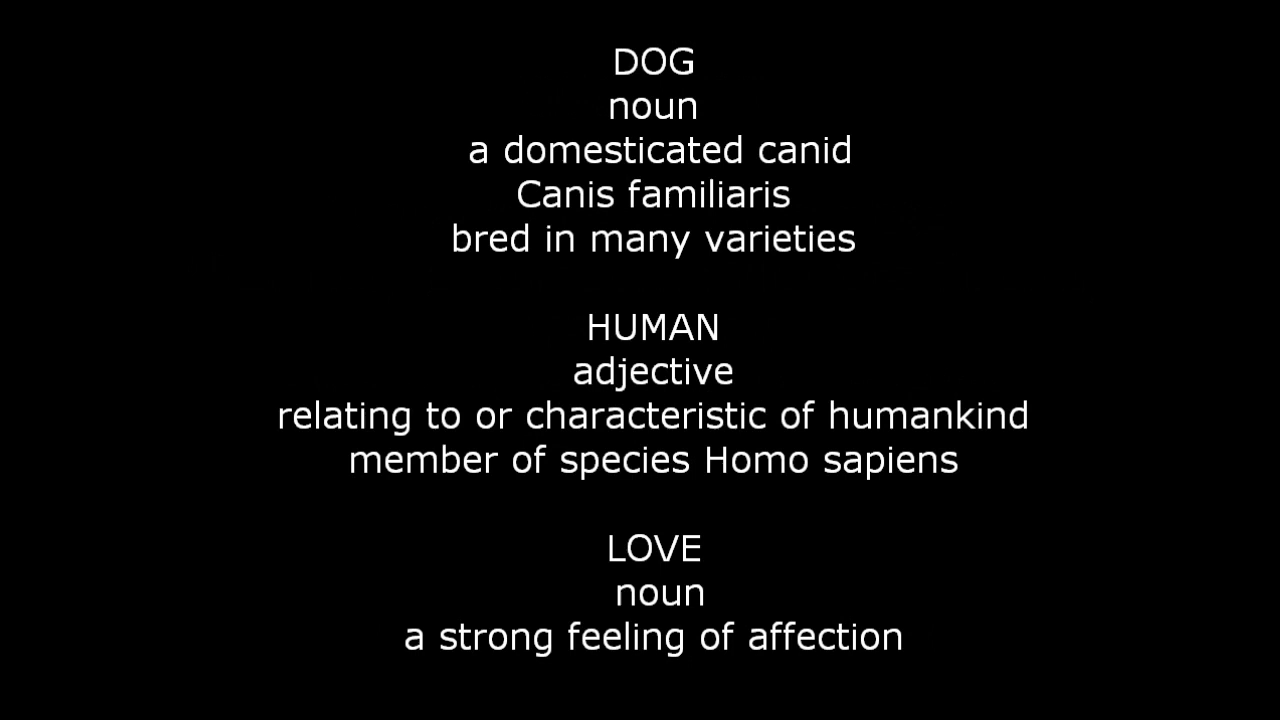 DOG
noun
a domesticated canid
Canis familiaris
bred in many varieties
HUMAN
adjective
relating to or characteristic of humankind
member of species Homo sapiens
LOVE
noun
a strong feeling of affection